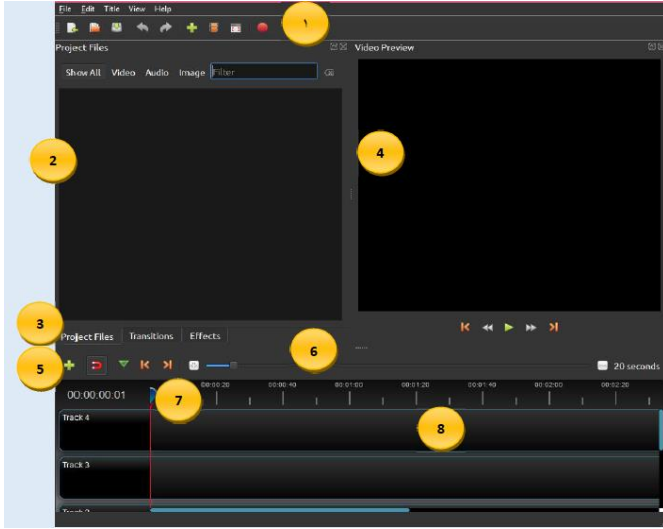 File Edit Title View Help
١
Project Files
Video Preview
Show All Video Audio Image Filter
2
4
3
Project Files Transitions Effects
6
5
20 seconds
00:00:00:01
7
00:00:20 00:00:40 00:01:00 00:01:20 00:01:40 00:02:00 00:02:20
Track 4
8
Track 3